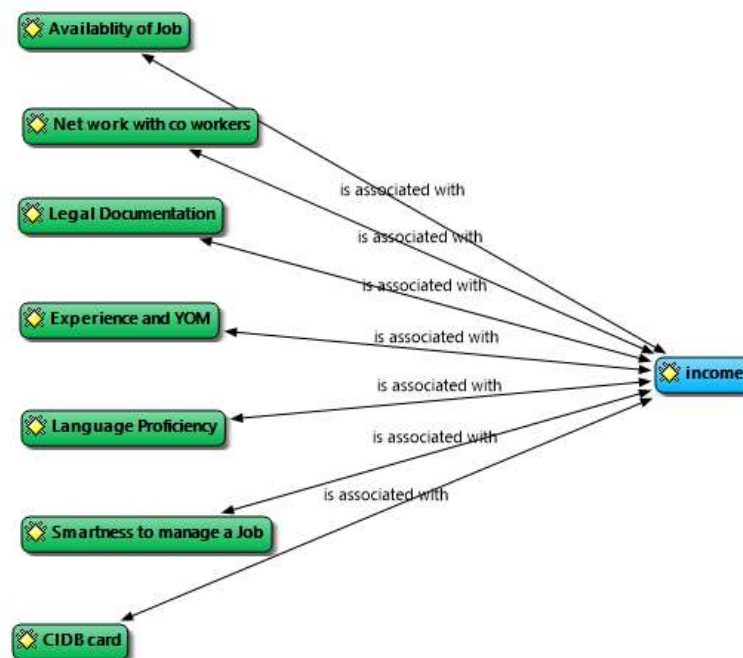 Availablity of Job
Net work with co workers
is associated with
Legal Documentation
is associated with
is associated with
Experience and YOM
is associated with
income
is associated with
Language Proficiency
is associated with
is associated with
Smartness to manage a Job
CIDB card